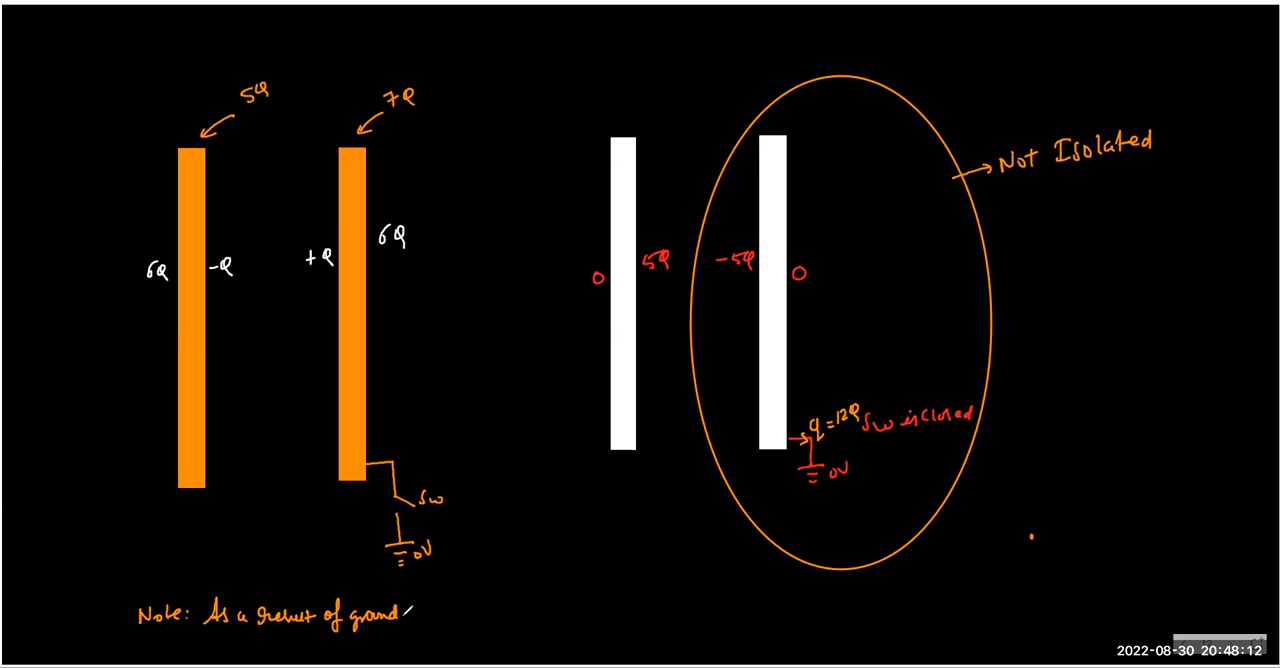 5Q
7Q
6Q
-Q
+Q
6Q
Sw
0V
0
5Q
-5Q
0
Not Isolated
q = 12Q
Sw is closed
0V
Note: As a result of ground
2022-08-30 20:48:12